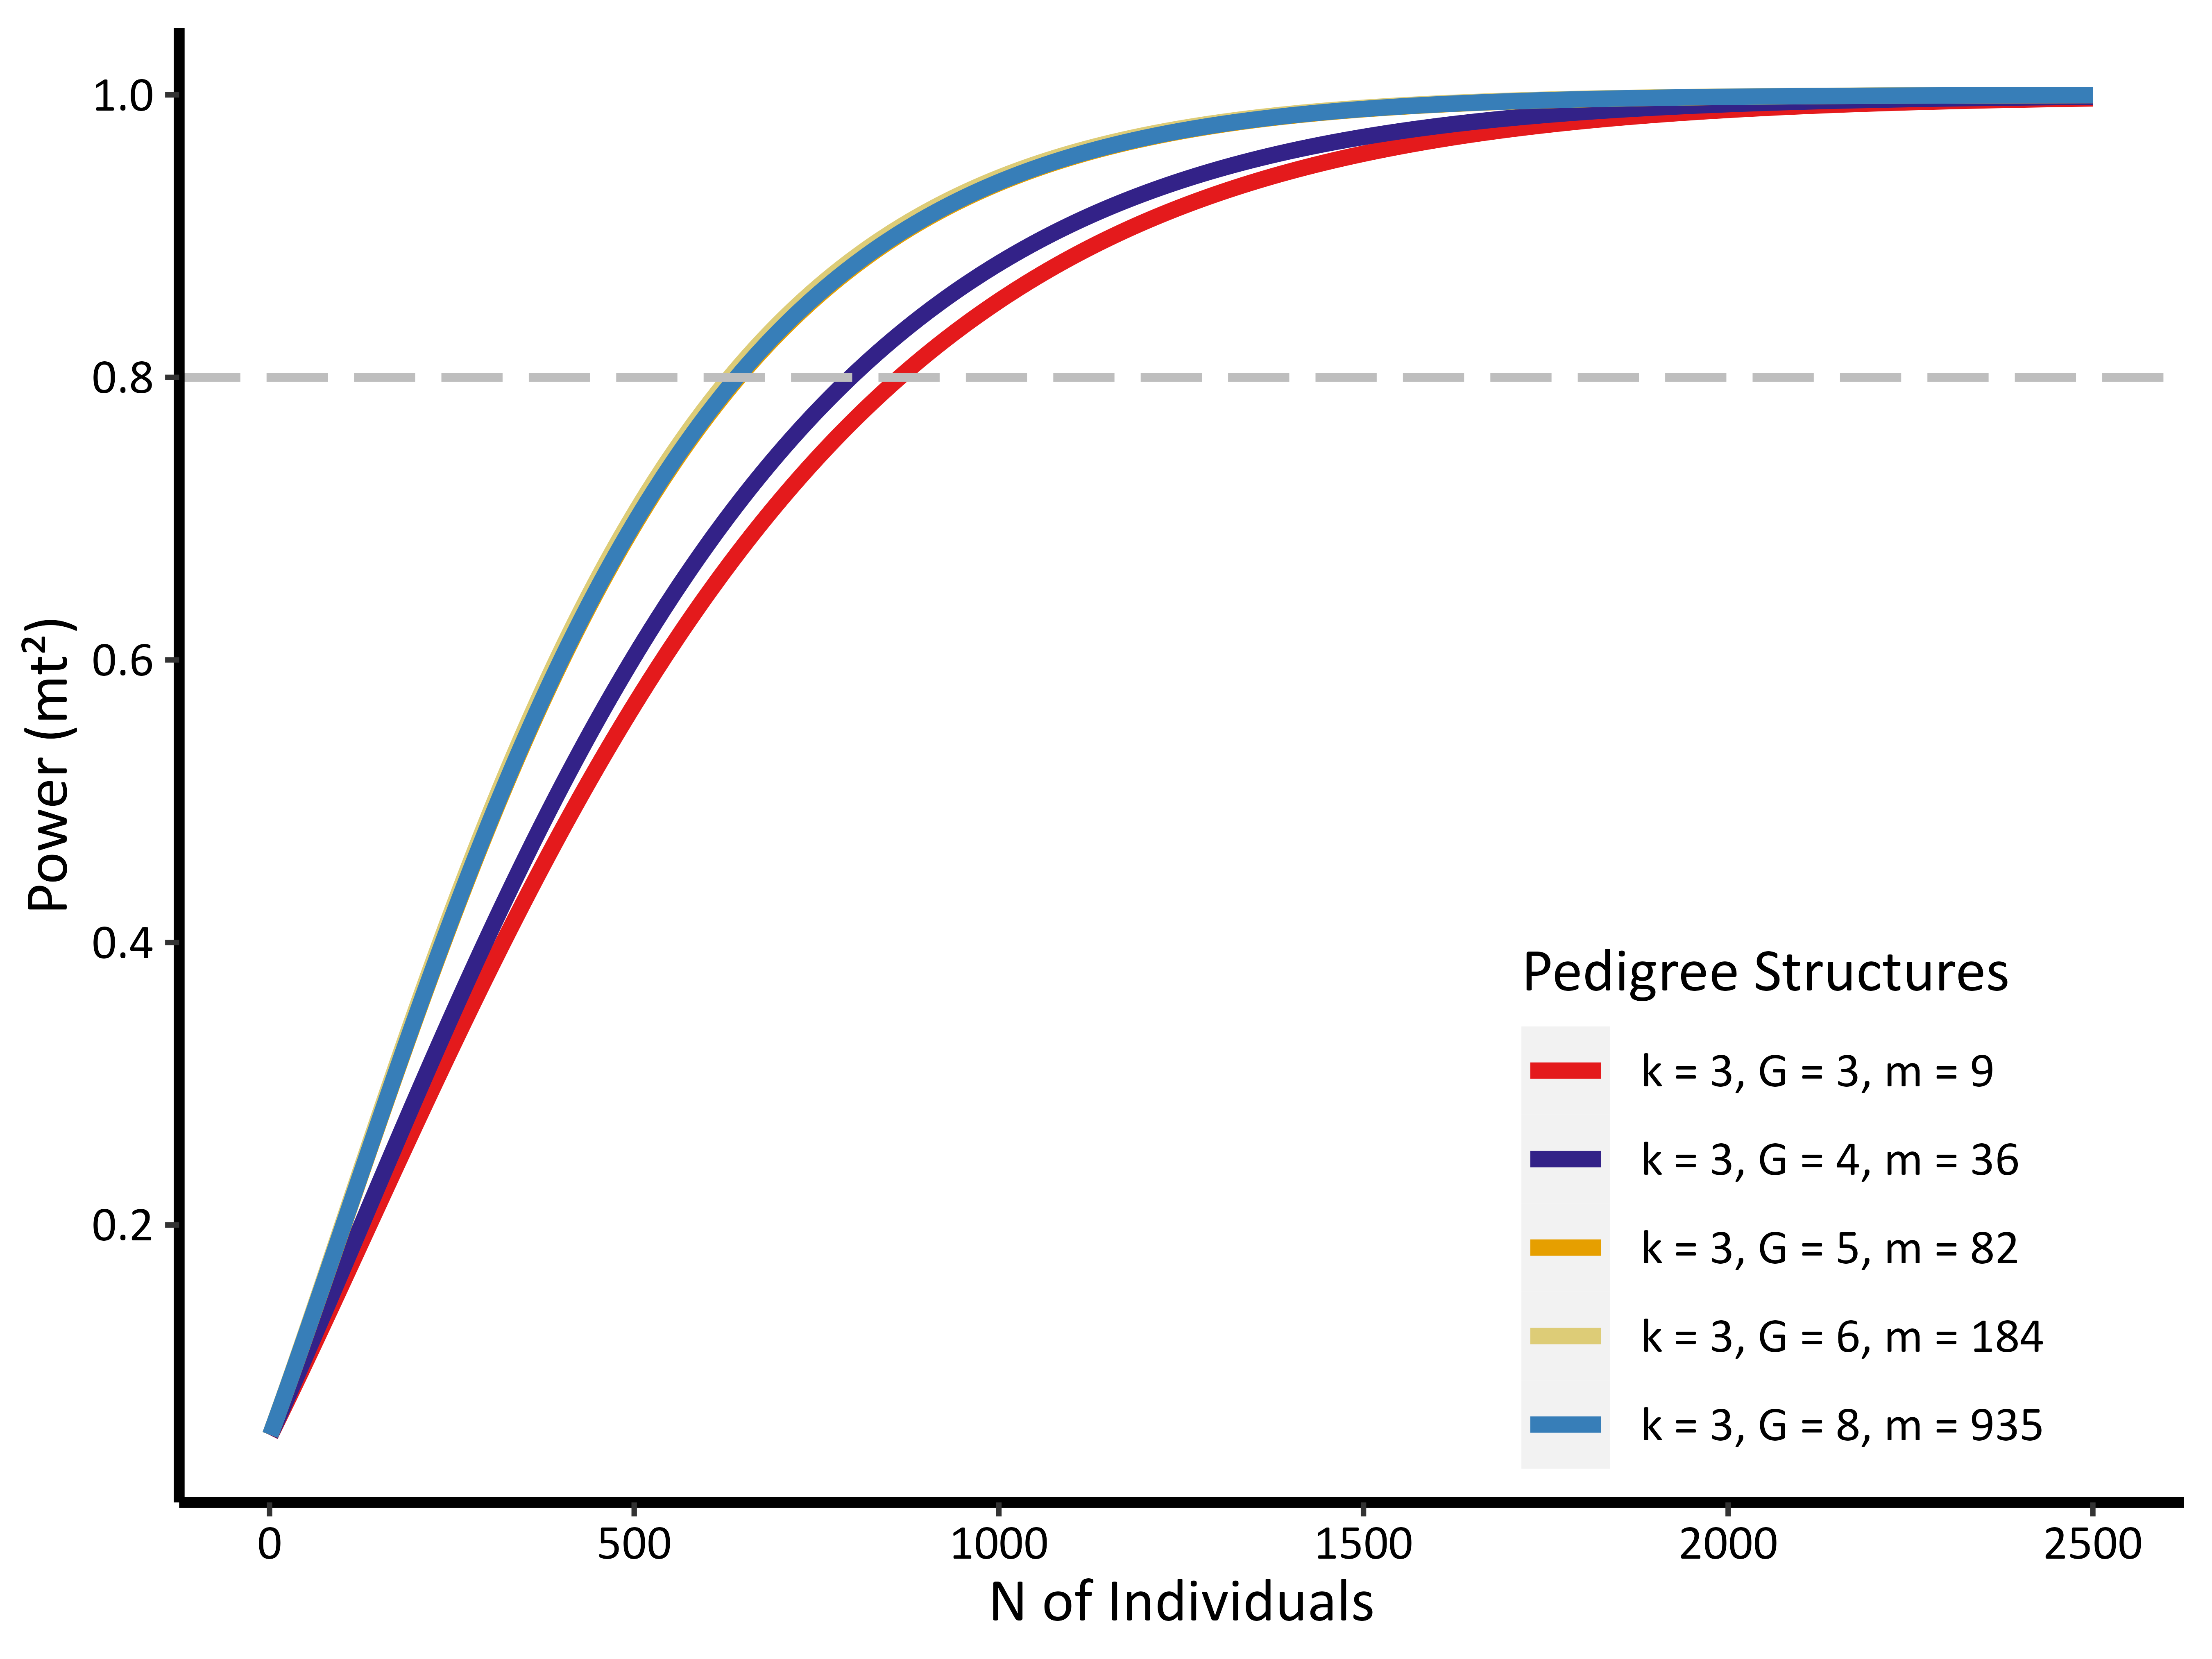 Power (mt²)
1.0
0.8
0.6
0.4
0.2
Pedigree Structures
k = 3, G = 3, m = 9
k = 3, G = 4, m = 36
k = 3, G = 5, m = 82
k = 3, G = 6, m = 184
k = 3, G = 8, m = 935
0 500 1000 1500 2000 2500
N of Individuals